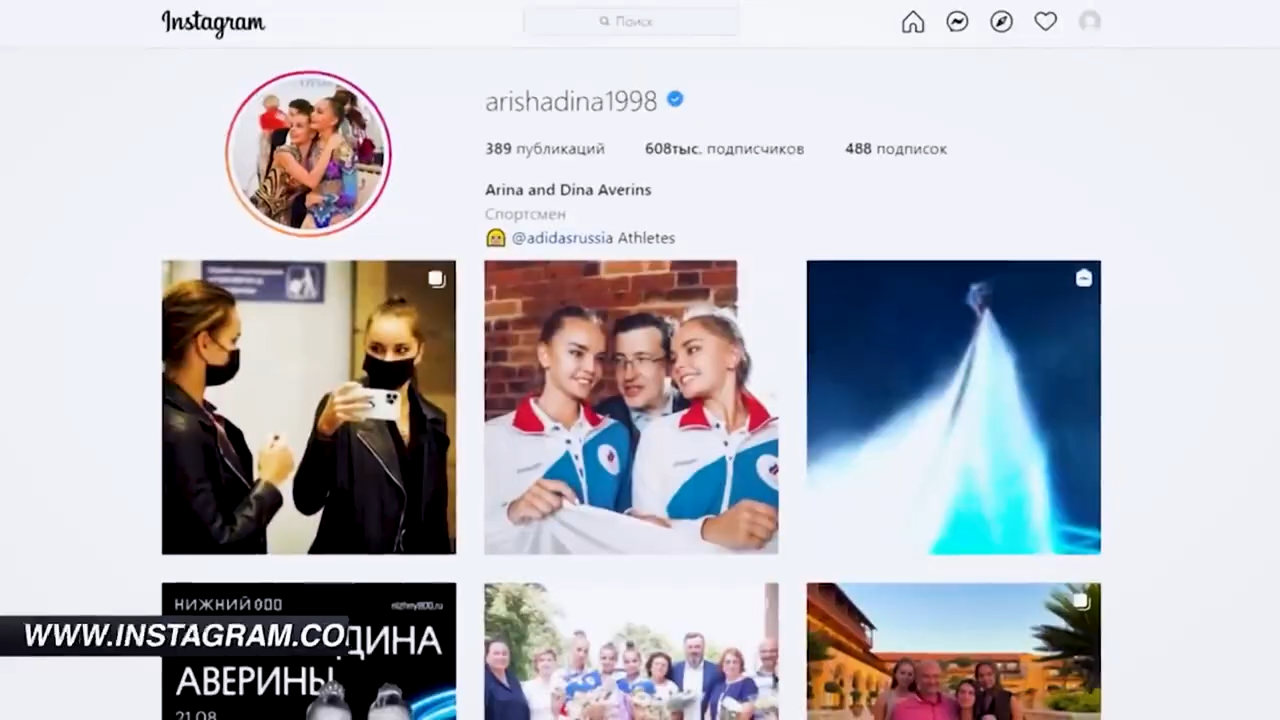 Instagram
Поиск
arishadina1998
389 публикаций 608тыс. подписчиков 488 подписок
Arina and Dina Averins
Спортсмен
@adidasrussia Athletes
НИЖНИЙ 800
nizhny800.ru
ДИНА
АВЕРИНЫ
21.08
WWW.INSTAGRAM.CO